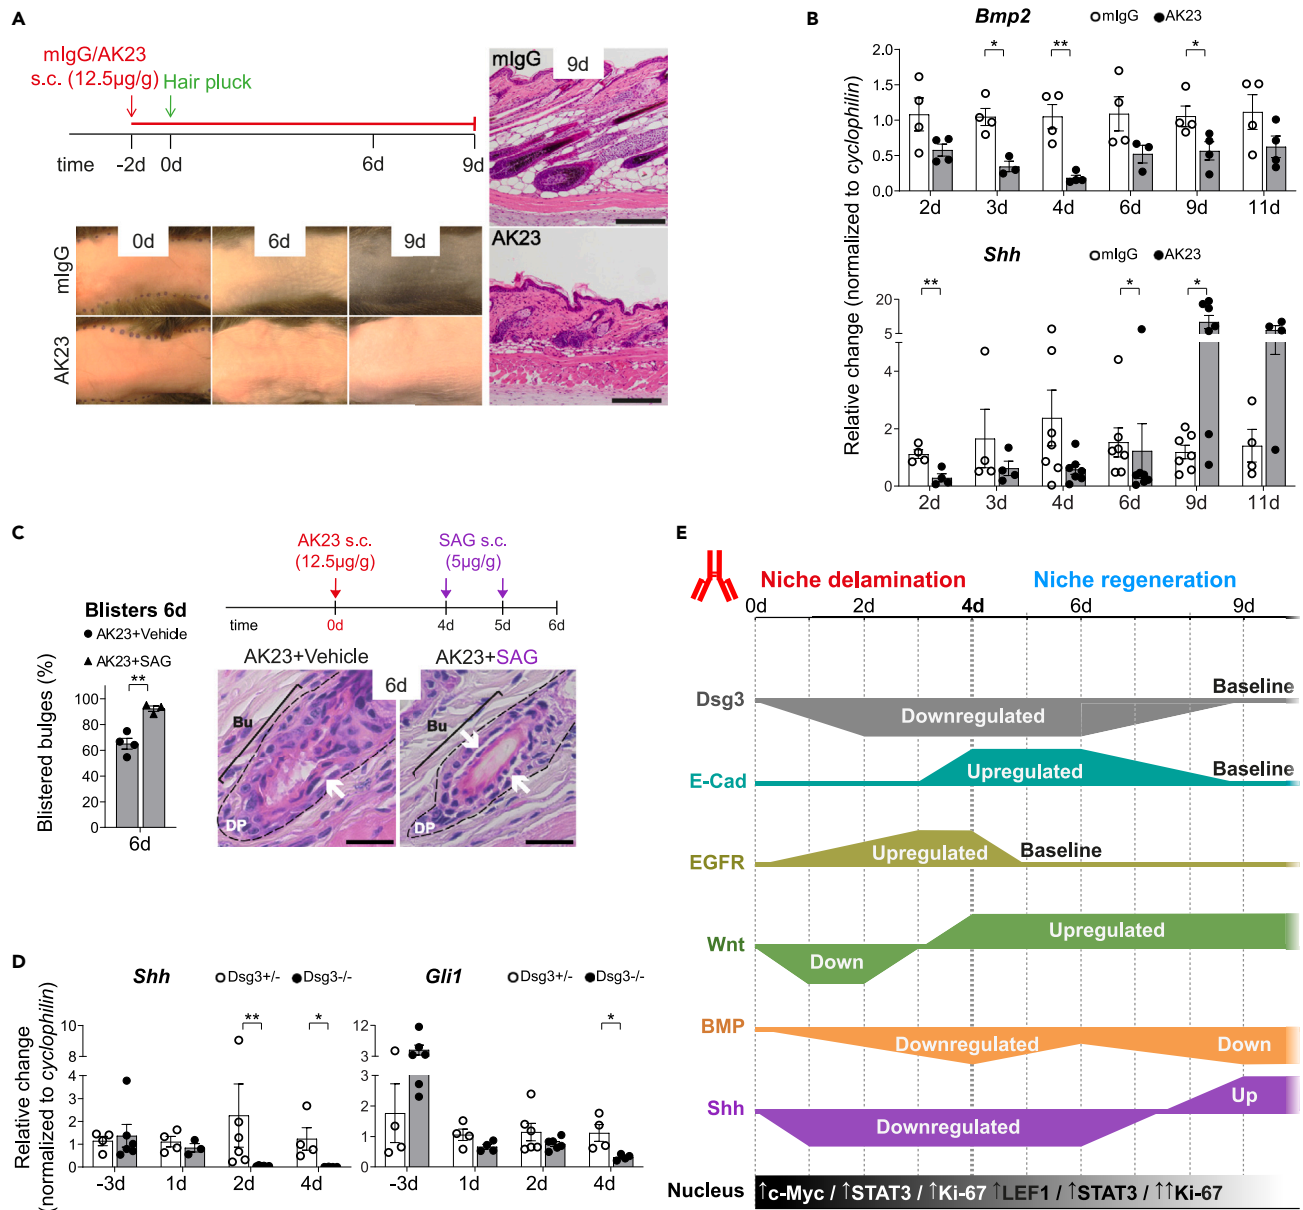 A
mIgG/AK23
s.c. (12.5µg/g)
Hair pluck
time
-2d
0d
6d
9d
0d
6d
9d
mIgG
AK23
mIgG
9d
AK23
B
Bmp2
mIgG
AK23
Relative change (normalized to cyclophilin)
2.0
1.5
1.0
0.5
0.0
*
**
*
2d
3d
4d
6d
9d
11d
Shh
mIgG
AK23
20
5
4
2
0
**
*
*
2d
3d
4d
6d
9d
11d
C
Blisters 6d
AK23+Vehicle
AK23+SAG
**
Blistered bulges (%)
100
80
60
40
20
0
6d
AK23 s.c.
(12.5µg/g)
SAG s.c.
(5µg/g)
time
0d
4d
5d
6d
AK23+Vehicle
AK23+SAG
6d
Bu
DP
Bu
DP
D
Shh
Dsg3+/-
Dsg3-/-
Relative change
(normalized to cyclophilin)
10
8
6
4
3
2
1
0
**
*
-3d
1d
2d
4d
Gli1
Dsg3+/-
Dsg3-/-
12
3
3
2
1
0
*
-3d
1d
2d
4d
E
Niche delamination
Niche regeneration
0d
2d
4d
6d
9d
Dsg3
Downregulated
Baseline
E-Cad
Upregulated
Baseline
EGFR
Upregulated
Baseline
Wnt
Down
Upregulated
BMP
Downregulated
Down
Shh
Downregulated
Up
Nucleus
↑c-Myc / ↑STAT3 / ↑Ki-67 ↑LEF1 / ↑STAT3 / ↑↑Ki-67